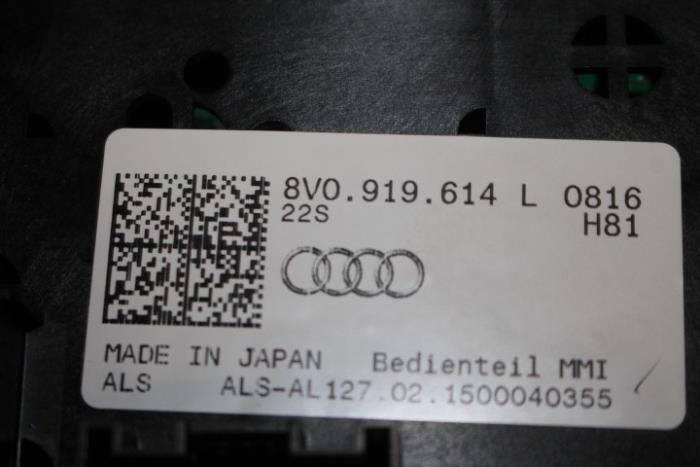 8V0.919.614 L 0816
22S H81
MADE IN JAPAN Bedienteil MMI
ALS ALS-AL127.02.1500040355